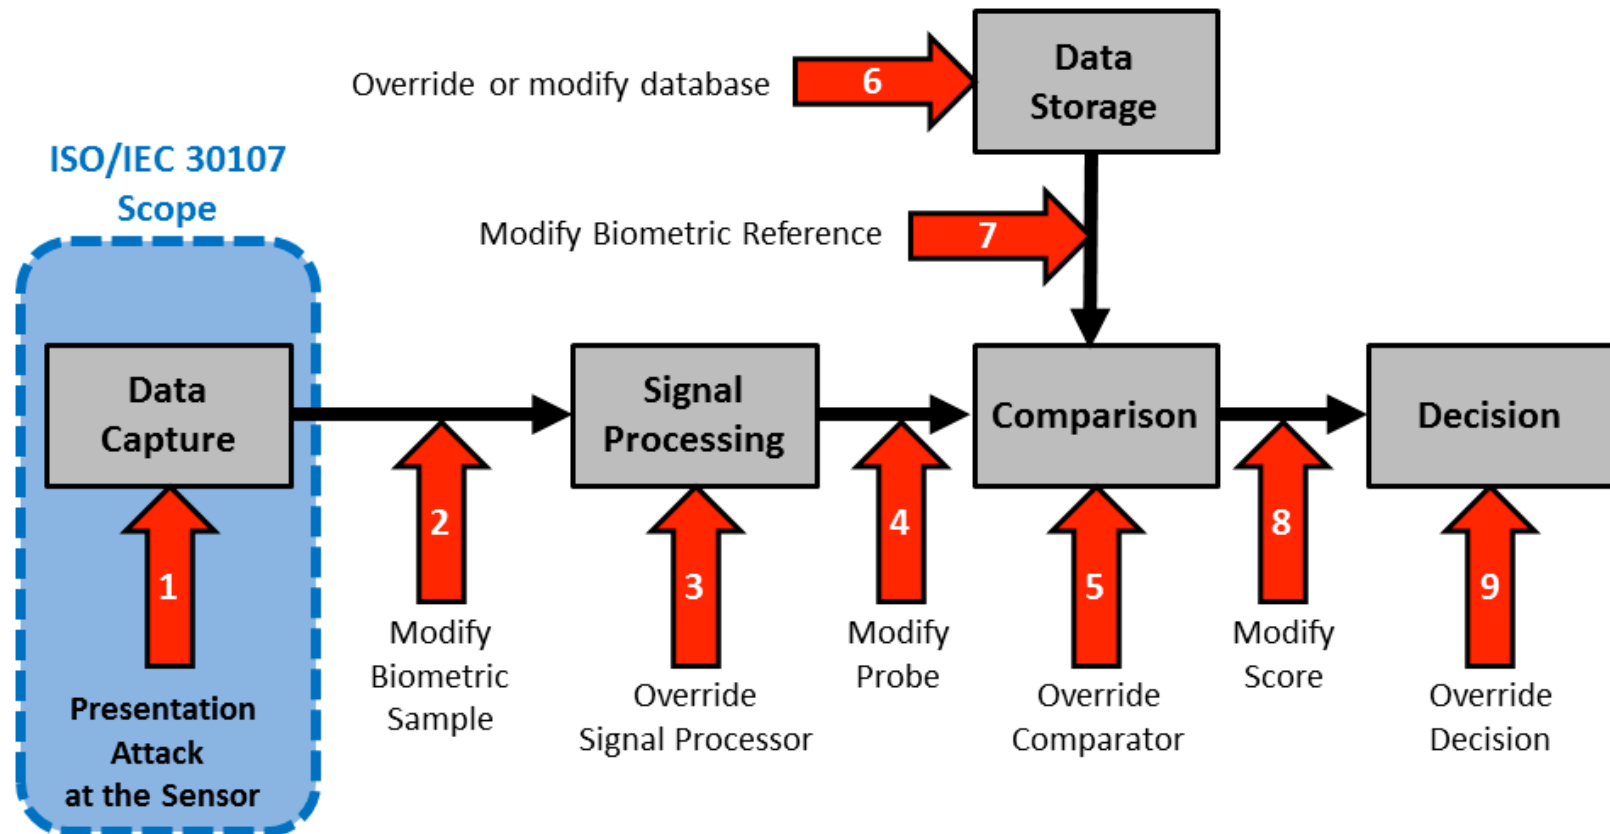 Data
Storage
6
Override or modify database
ISO/IEC 30107
Scope
Modify Biometric Reference
7
Data
Capture
Signal
Processing
Comparison
Decision
1
2
3
4
5
8
9
Presentation
Attack
at the Sensor
Modify
Biometric
Sample
Override
Signal Processor
Modify
Probe
Override
Comparator
Modify
Score
Override
Decision